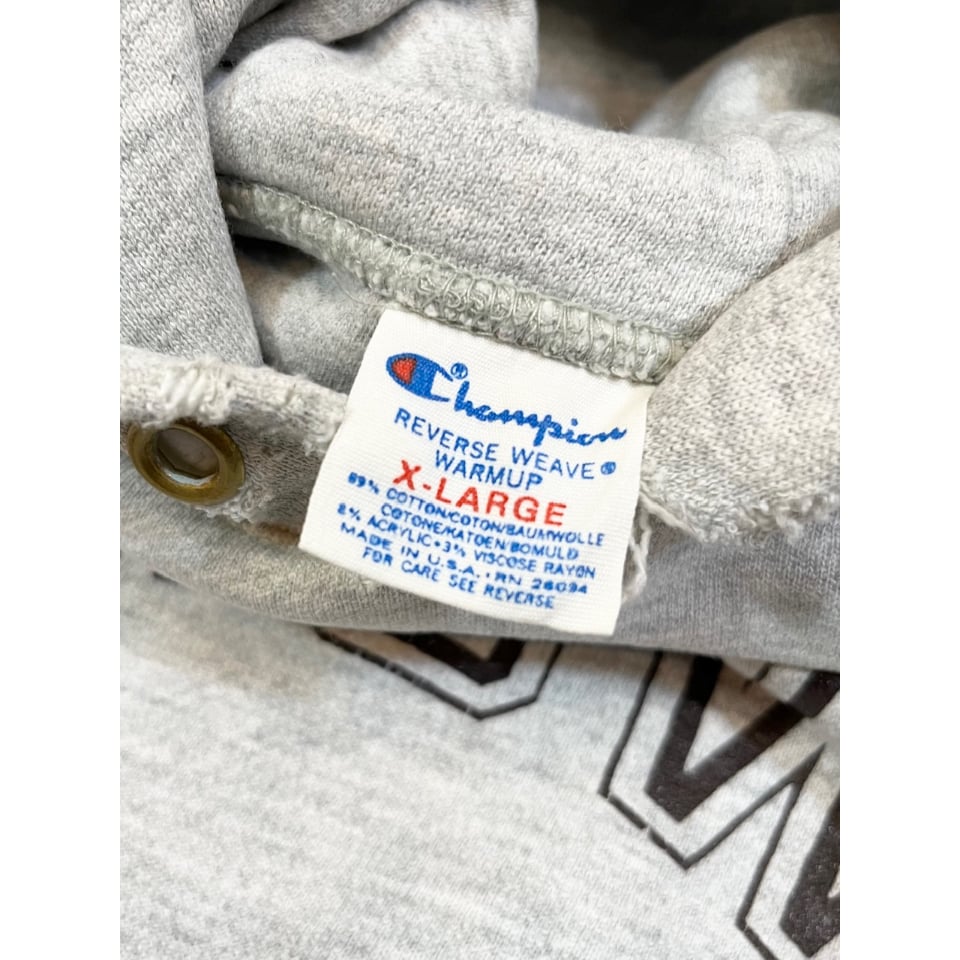 Champion®
REVERSE WEAVE®
WARMUP
X-LARGE
89% COTTON/COTON/BAUMWOLLE
COTONE/KATOEN/BOMULD
8% ACRYLIC•3% VISCOSE RAYON
MADE IN U.S.A. • RN 26094
FOR CARE SEE REVERSE